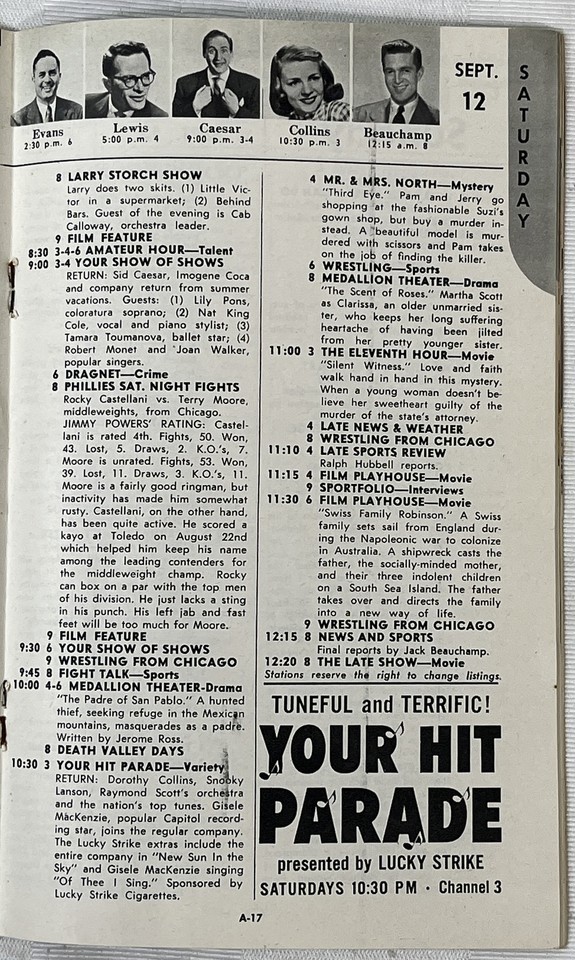 Evans
2:30 p.m. 6
Lewis
5:00 p.m. 4
Caesar
9:00 p.m. 3-4
Collins
10:30 p.m. 3
Beauchamp
12:15 a.m. 8
SEPT.
12
SATURDAY
8 LARRY STORCH SHOW
Larry does two skits. (1) Little Vic-
tor in a supermarket; (2) Behind
Bars. Guest of the evening is Cab
Calloway, orchestra leader.
9 FILM FEATURE
8:30 3-4-6 AMATEUR HOUR—Talent
9:00 3-4 YOUR SHOW OF SHOWS
RETURN: Sid Caesar, Imogene Coca
and company return from summer
vacations. Guests: (1) Lily Pons,
coloratura soprano; (2) Nat King
Cole, vocal and piano stylist; (3)
Tamara Toumanova, ballet star; (4)
Robert Monet and Joan Walker,
popular singers.
6 DRAGNET—Crime
8 PHILLIES SAT. NIGHT FIGHTS
Rocky Castellani vs. Terry Moore,
middleweights, from Chicago.
JIMMY POWERS' RATING: Castel-
lani is rated 4th. Fights, 50. Won,
43. Lost, 5. Draws, 2. K.O.'s, 7.
Moore is unrated. Fights, 53. Won,
39. Lost, 11. Draws, 3. K.O.'s, 11.
Moore is a fairly good ringman, but
inactivity has made him somewhat
rusty. Castellani, on the other hand,
has been quite active. He scored a
kayo at Toledo on August 22nd
which helped him keep his name
among the leading contenders for
the middleweight champ. Rocky
can box on a par with the top men
of his division. He just lacks a sting
in his punch. His left jab and fast
feet will be too much for Moore.
9 FILM FEATURE
9:30 6 YOUR SHOW OF SHOWS
9 WRESTLING FROM CHICAGO
9:45 8 FIGHT TALK—Sports
10:00 4-6 MEDALLION THEATER-Drama
"The Padre of San Pablo." A hunted
thief, seeking refuge in the Mexican
mountains, masquerades as a padre.
Written by Jerome Ross.
8 DEATH VALLEY DAYS
10:30 3 YOUR HIT PARADE—Variety
RETURN: Dorothy Collins, Snooky
Lanson, Raymond Scott's orchestra
and the nation's top tunes. Gisele
MacKenzie, popular Capitol record-
ing star, joins the regular company.
The Lucky Strike extras include the
entire company in "New Sun In the
Sky" and Gisele MacKenzie singing
"Of Thee I Sing." Sponsored by
Lucky Strike Cigarettes.
4 MR. & MRS. NORTH—Mystery
"Third Eye." Pam and Jerry go
shopping at the fashionable Suzi's
gown shop, but buy a murder in-
stead. A beautiful model is mur-
dered with scissors and Pam takes
on the job of finding the killer.
6 WRESTLING—Sports
8 MEDALLION THEATER—Drama
"The Scent of Roses." Martha Scott
as Clarissa, an older unmarried sis-
ter, who keeps her long suffering
heartache of having been jilted
from her pretty younger sister.
11:00 3 THE ELEVENTH HOUR—Movie
"Silent Witness." Love and faith
walk hand in hand in this mystery.
When a young woman doesn't be-
lieve her sweetheart guilty of the
murder of the state's attorney.
4 LATE NEWS & WEATHER
8 WRESTLING FROM CHICAGO
11:10 4 LATE SPORTS REVIEW
Ralph Hubbell reports.
11:15 4 FILM PLAYHOUSE—Movie
9 SPORTFOLIO—Interviews
11:30 6 FILM PLAYHOUSE—Movie
"Swiss Family Robinson." A Swiss
family sets sail from England dur-
ing the Napoleonic war to colonize
in Australia. A shipwreck casts the
father, the socially-minded mother,
and their three indolent children
on a South Sea Island. The father
takes over and directs the family
into a new way of life.
9 WRESTLING FROM CHICAGO
12:15 8 NEWS AND SPORTS
Final reports by Jack Beauchamp.
12:20 8 THE LATE SHOW—Movie
Stations reserve the right to change listings.
TUNEFUL and TERRIFIC!
YOUR HIT
PARADE
presented by LUCKY STRIKE
SATURDAYS 10:30 PM · Channel 3
A-17